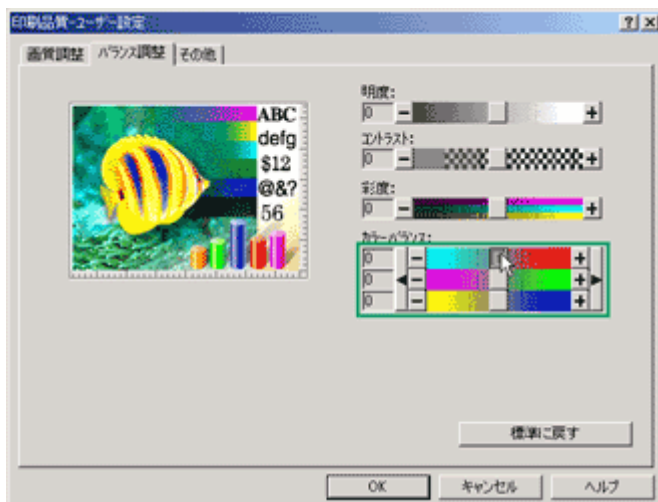 印刷品質-ユーザー設定
画質調整 バランス調整 その他
ABC
defg
$12
@&?
56
明度:
0
コントラスト:
0
彩度:
0
カラーバランス:
0
0
0
標準に戻す
OK キャンセル ヘルプ